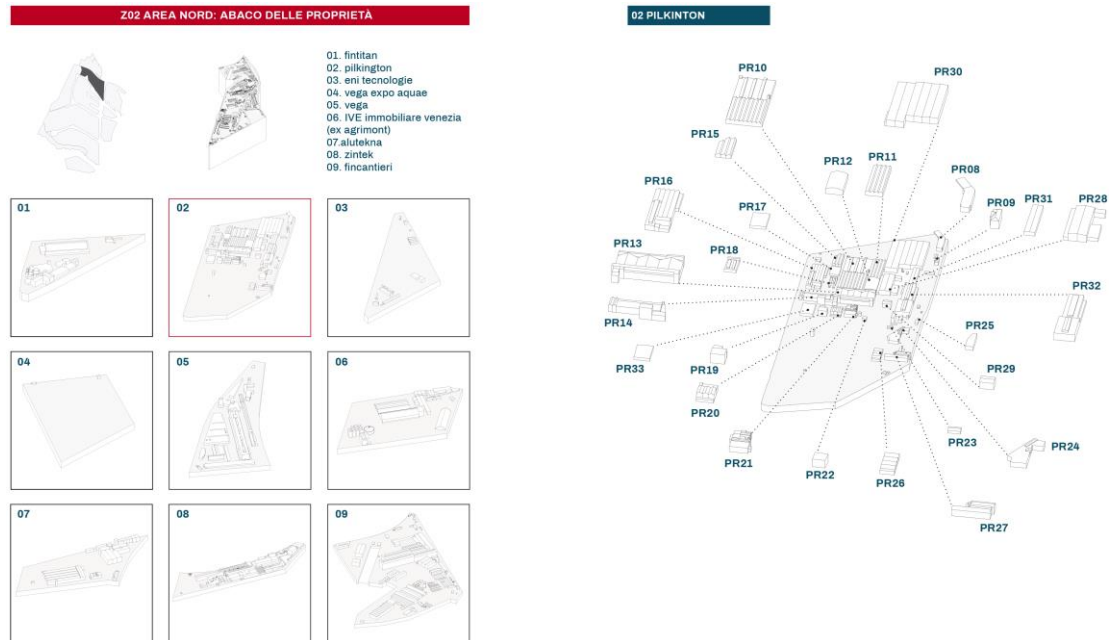 Z02 AREA NORD: ABACO DELLE PROPRIETÀ
01. fintitan
02. pilkington
03. eni tecnologie
04. vega expo aquae
05. vega
06. IVE immobiliare venezia
(ex agrimont)
07.alutekna
08. zintek
09. fincantieri
01
02
03
04
05
06
07
08
09
02 PILKINTON
PR10
PR30
PR15
PR12
PR11
PR08
PR16
PR17
PR09
PR31
PR28
PR13
PR18
PR32
PR14
PR25
PR33
PR19
PR29
PR20
PR23
PR24
PR21
PR22
PR26
PR27